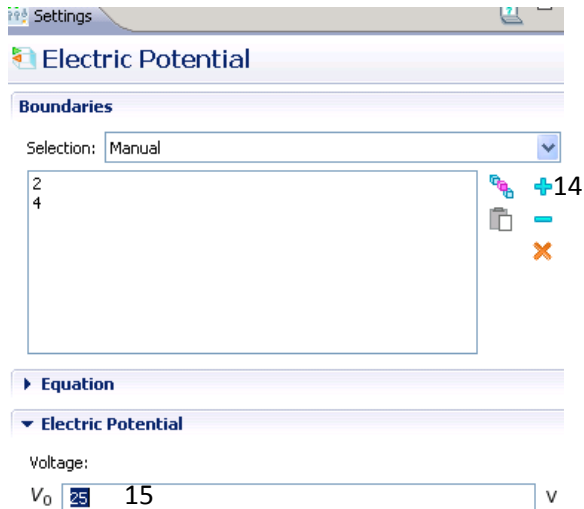 Settings
Electric Potential
Boundaries
Selection: Manual
2
4
14
Equation
Electric Potential
Voltage:
V0 25 15 V